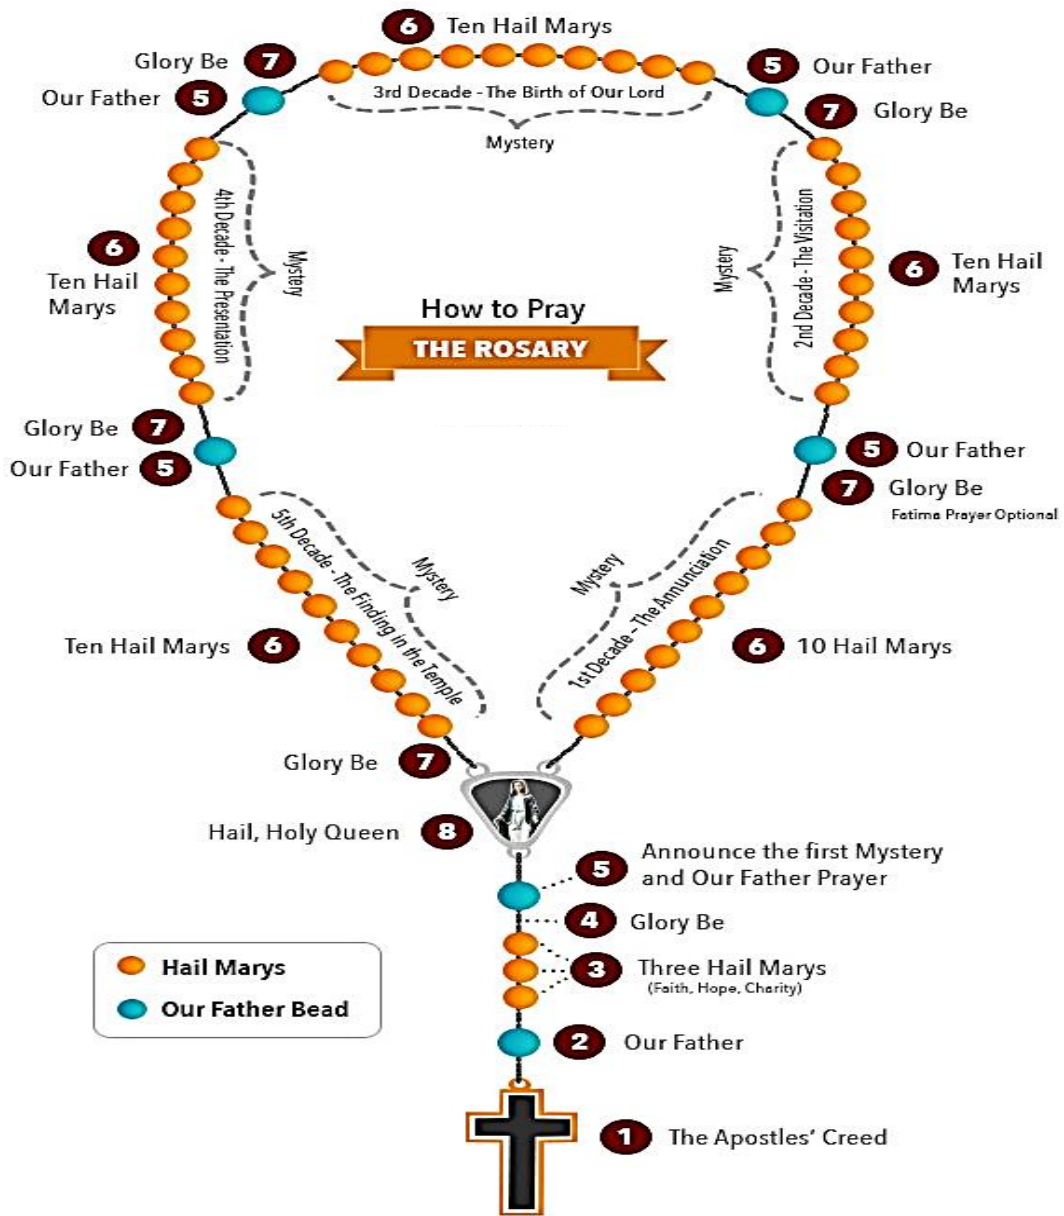 6 Ten Hail Marys
Glory Be 7
Our Father 5
5 Our Father
7 Glory Be
3rd Decade - The Birth of Our Lord
Mystery
4th Decade - The Presentation
Mystery
6
Ten Hail
Marys
2nd Decade - The Visitation
Mystery
6 Ten Hail
Marys
How to Pray
THE ROSARY
Glory Be 7
Our Father 5
5 Our Father
7 Glory Be
Fatima Prayer Optional
5th Decade - The Finding in the Temple
Mystery
1st Decade - The Annunciation
Mystery
Ten Hail Marys 6
6 10 Hail Marys
Glory Be 7
Hail, Holy Queen 8
5 Announce the first Mystery
and Our Father Prayer
4 Glory Be
3 Three Hail Marys
(Faith, Hope, Charity)
Hail Marys
Our Father Bead
2 Our Father
1 The Apostles’ Creed